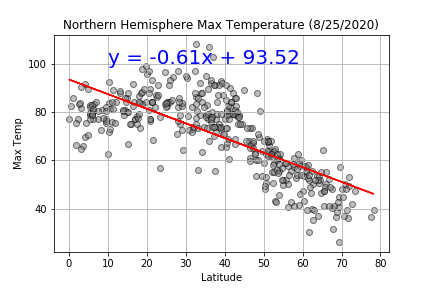 Northern Hemisphere Max Temperature (8/25/2020)
y = -0.61x + 93.52
100
80
60
40
Max Temp
0 10 20 30 40 50 60 70 80
Latitude